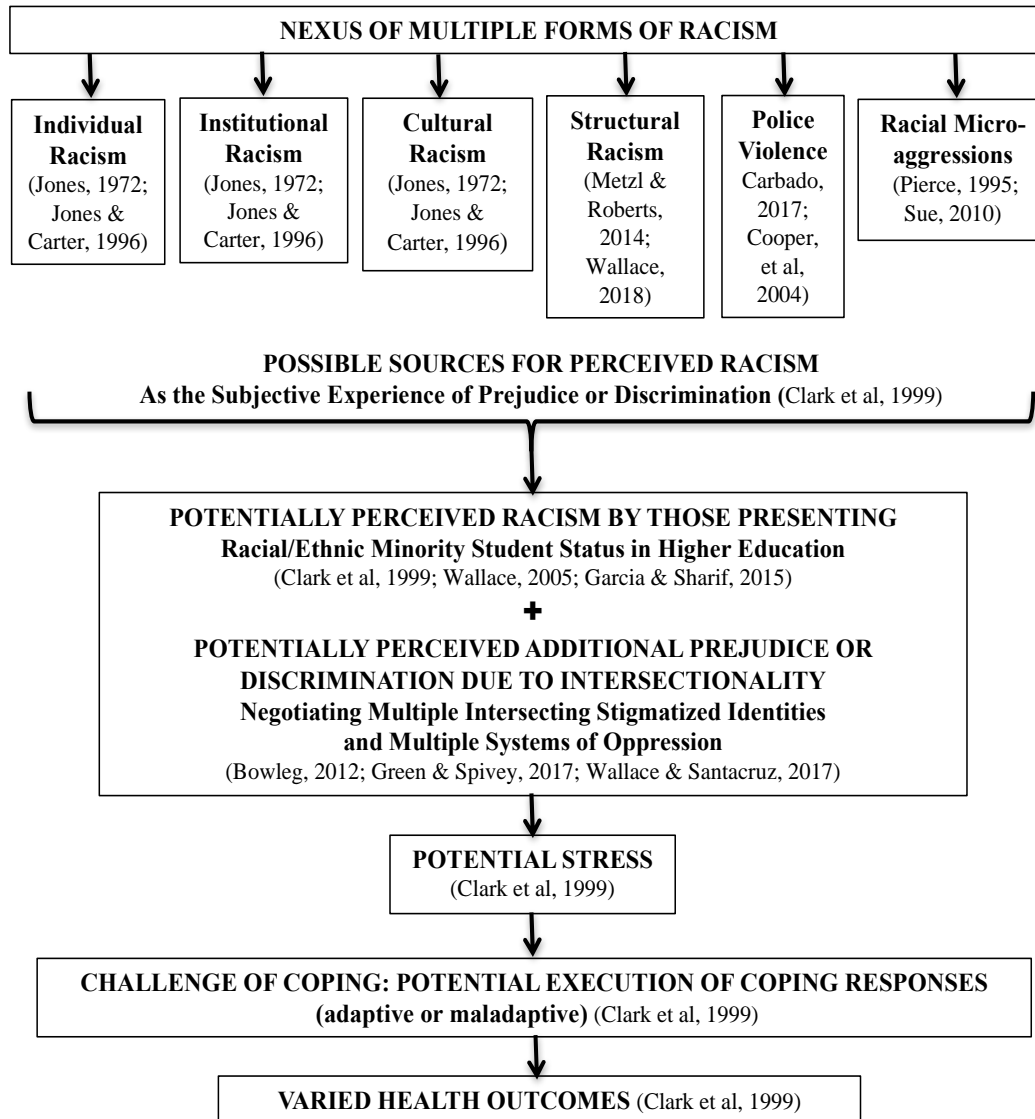 NEXUS OF MULTIPLE FORMS OF RACISM
Individual
Racism
(Jones, 1972;
Jones &
Carter, 1996)
Institutional
Racism
(Jones, 1972;
Jones &
Carter, 1996)
Cultural
Racism
(Jones, 1972;
Jones &
Carter, 1996)
Structural
Racism
(Metzl &
Roberts,
2014;
Wallace,
2018)
Police
Violence
Carbado,
2017;
Cooper,
et al,
2004)
Racial Micro-
aggressions
(Pierce, 1995;
Sue, 2010)
POSSIBLE SOURCES FOR PERCEIVED RACISM
As the Subjective Experience of Prejudice or Discrimination (Clark et al, 1999)
POTENTIALLY PERCEIVED RACISM BY THOSE PRESENTING
Racial/Ethnic Minority Student Status in Higher Education
(Clark et al, 1999; Wallace, 2005; Garcia & Sharif, 2015)
+
POTENTIALLY PERCEIVED ADDITIONAL PREJUDICE OR
DISCRIMINATION DUE TO INTERSECTIONALITY
Negotiating Multiple Intersecting Stigmatized Identities
and Multiple Systems of Oppression
(Bowleg, 2012; Green & Spivey, 2017; Wallace & Santacruz, 2017)
POTENTIAL STRESS
(Clark et al, 1999)
CHALLENGE OF COPING: POTENTIAL EXECUTION OF COPING RESPONSES
(adaptive or maladaptive) (Clark et al, 1999)
VARIED HEALTH OUTCOMES (Clark et al, 1999)